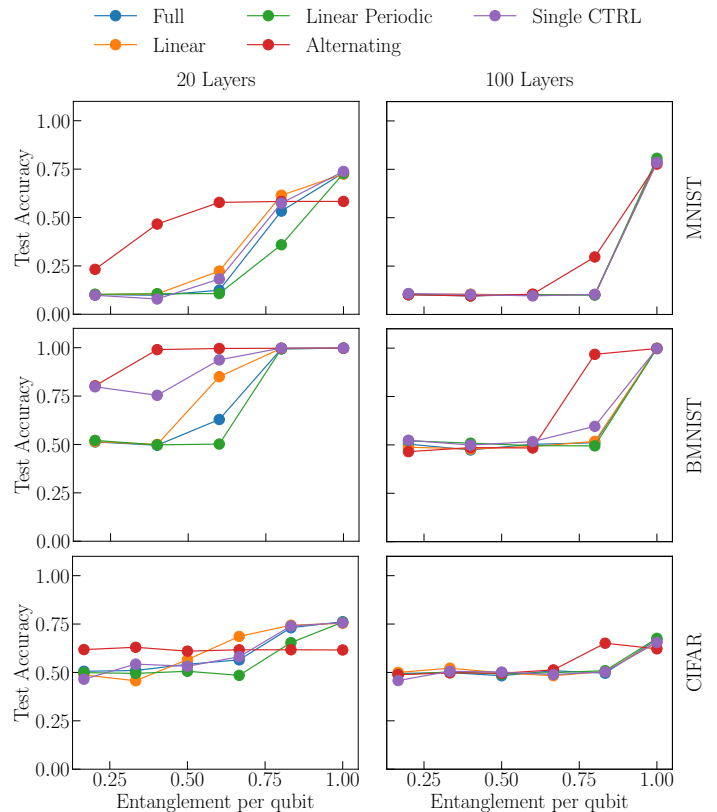 Full
Linear Periodic
Single CTRL
Linear
Alternating
20 Layers
100 Layers
1.00
0.75
0.50
0.25
0.00
Test Accuracy
MNIST
1.00
0.75
0.50
0.25
0.00
Test Accuracy
BMNIST
1.00
0.75
0.50
0.25
0.00
Test Accuracy
CIFAR
0.25 0.50 0.75 1.00
0.25 0.50 0.75 1.00
Entanglement per qubit
Entanglement per qubit